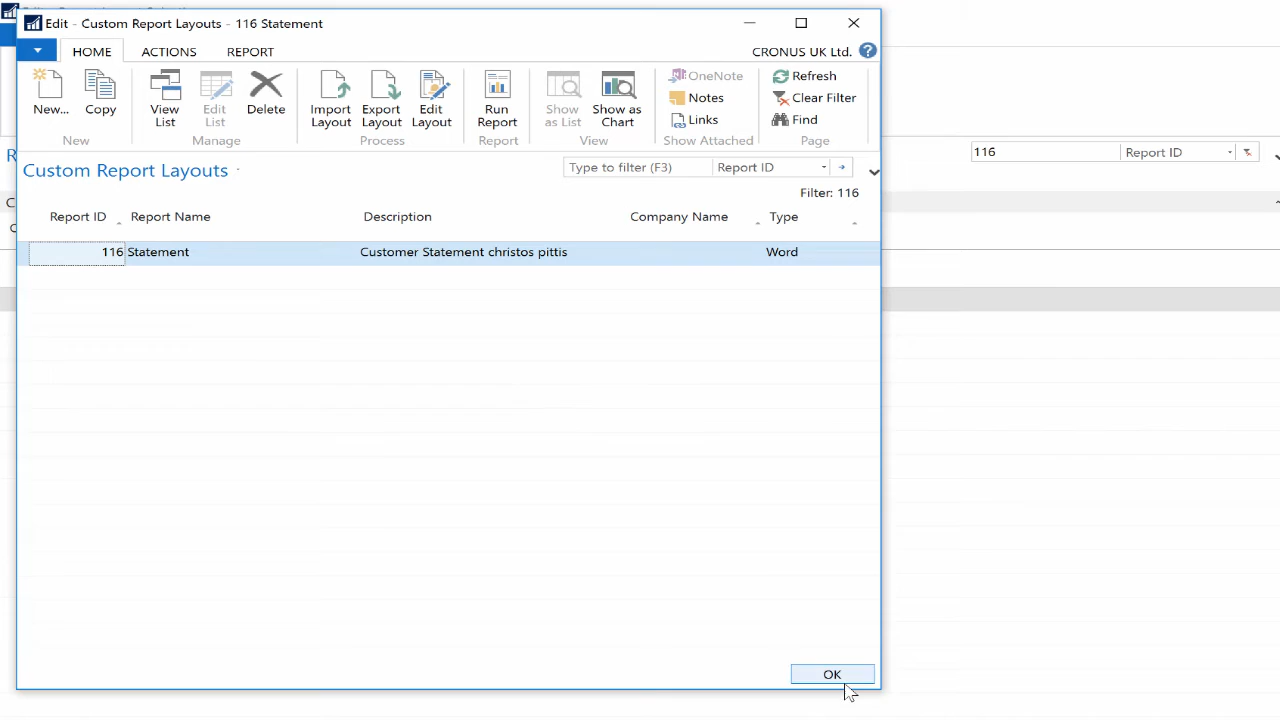 Edit - Custom Report Layouts - 116 Statement
HOME ACTIONS REPORT CRONUS UK Ltd. ?
New... Copy View List Edit List Delete Import Layout Export Layout Edit Layout Run Report Show as List Show as Chart OneNote Notes Links Refresh Clear Filter Find
New Manage Process Report View Show Attached Page
Custom Report Layouts Type to filter (F3) Report ID
Filter: 116
Report ID Report Name Description Company Name Type
116 Statement Customer Statement christos pittis Word
OK
116 Report ID